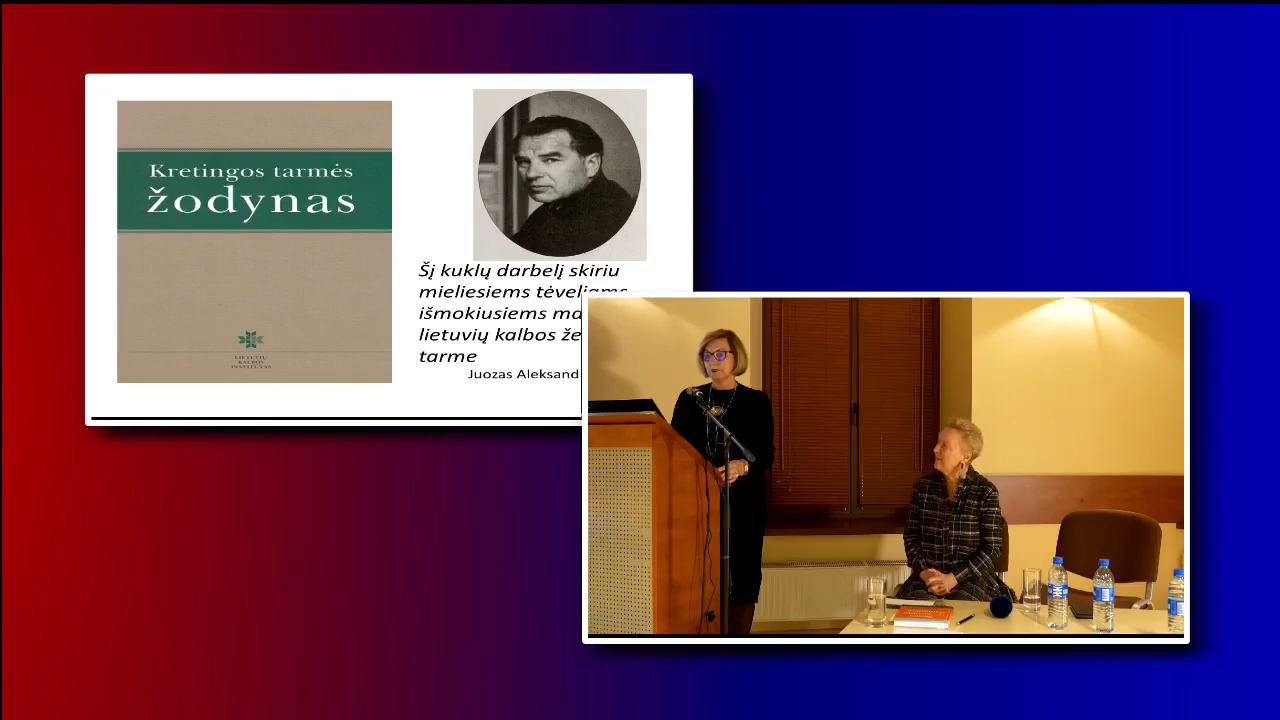 Kretingos tarmės
žodynas
LIETUVIŲ
KALBOS
INSTITUTAS
Šį kuklų darbelį skiriu
mieliesiems tėveliams
išmokiusiems
lietuvių kalbos
tarme
Juozas